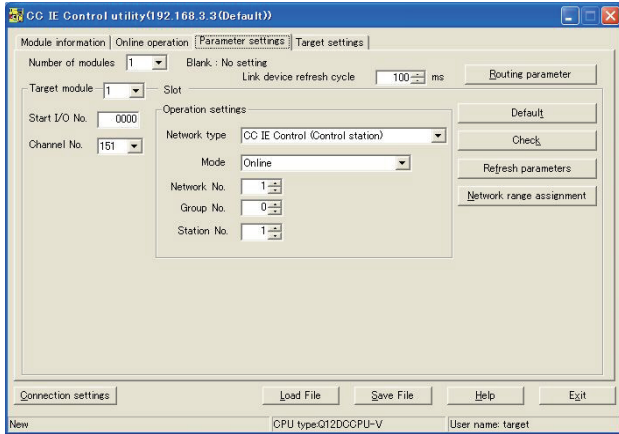 CC IE Control utility(192.168.3.3(Default))
Module information Online operation Parameter settings Target settings
Number of modules 1 Blank : No setting
Link device refresh cycle 100 ms Routing parameter
Target module 1 Slot
Start I/O No. 0000 Operation settings Default
Channel No. 151 Network type CC IE Control (Control station) Check
Mode Online Refresh parameters
Network No. 1 Network range assignment
Group No. 0
Station No. 1
Connection settings Load File Save File Help Exit
New CPU type:Q12DCCPU-V User name: target